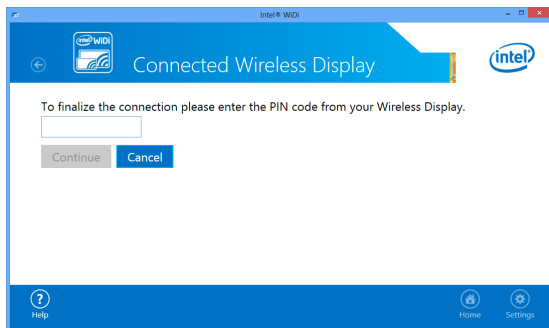 Intel® WiDi
intel WiDi
Connected Wireless Display
intel
To finalize the connection please enter the PIN code from your Wireless Display.
Continue
Cancel
?
Help
Home
Settings